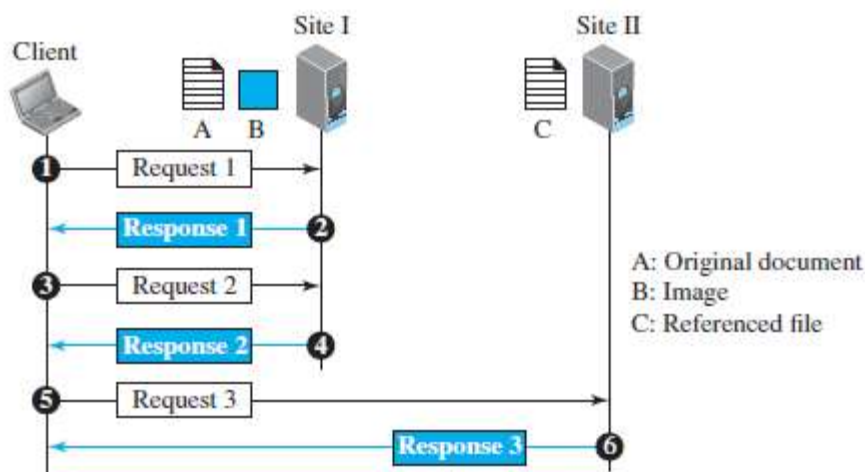 Site I
Site II
Client
A B
C
1 Request 1
Response 1 2
3 Request 2
Response 2 4
5 Request 3
Response 3 6
A: Original document
B: Image
C: Referenced file